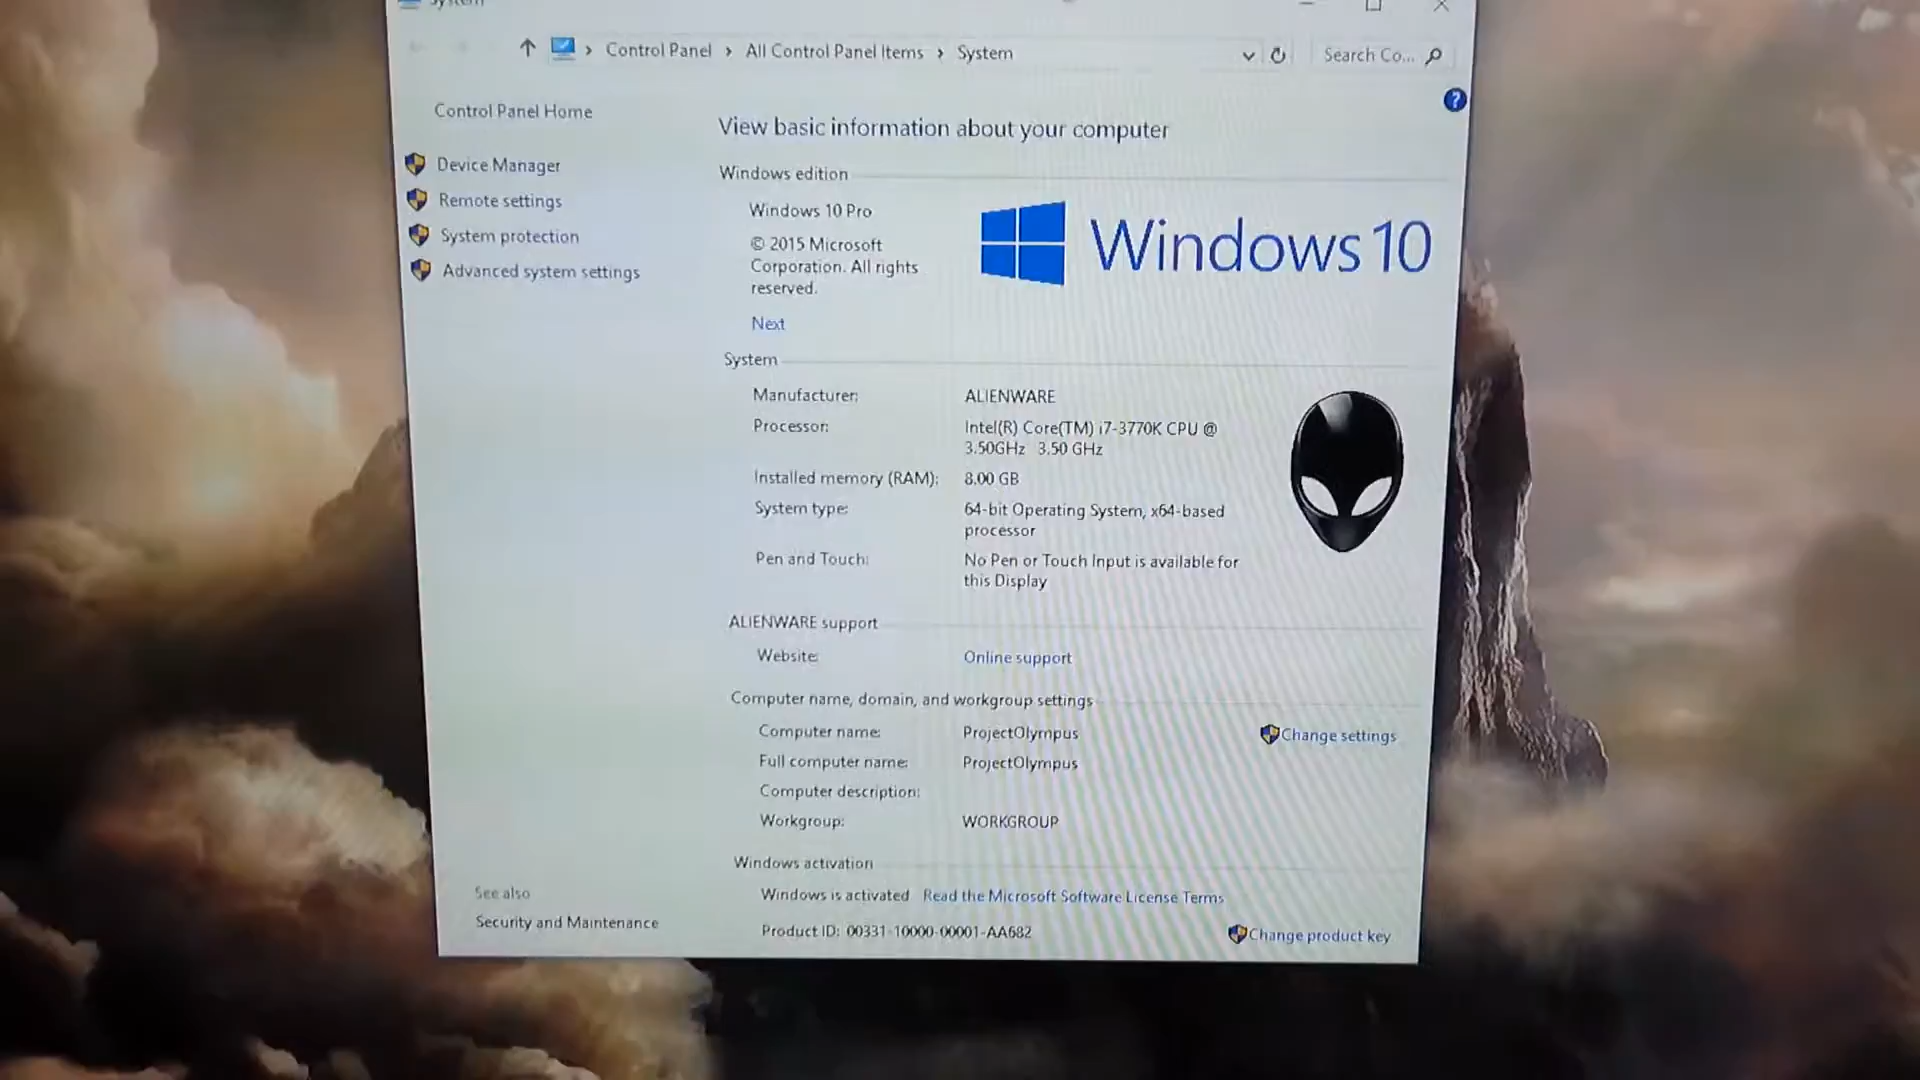 System
Control Panel › All Control Panel Items › System
Search Co...
Control Panel Home
Device Manager
Remote settings
System protection
Advanced system settings
See also
Security and Maintenance
?
View basic information about your computer
Windows edition
Windows 10 Pro
© 2015 Microsoft
Corporation. All rights
reserved.
Next
Windows 10
System
Manufacturer: ALIENWARE
Processor: Intel(R) Core(TM) i7-3770K CPU @
3.50GHz 3.50 GHz
Installed memory (RAM): 8.00 GB
System type: 64-bit Operating System, x64-based
processor
Pen and Touch: No Pen or Touch Input is available for
this Display
ALIENWARE support
Website: Online support
Computer name, domain, and workgroup settings
Computer name: ProjectOlympus Change settings
Full computer name: ProjectOlympus
Computer description:
Workgroup: WORKGROUP
Windows activation
Windows is activated Read the Microsoft Software License Terms
Product ID: 00331-10000-00001-AA682 Change product key